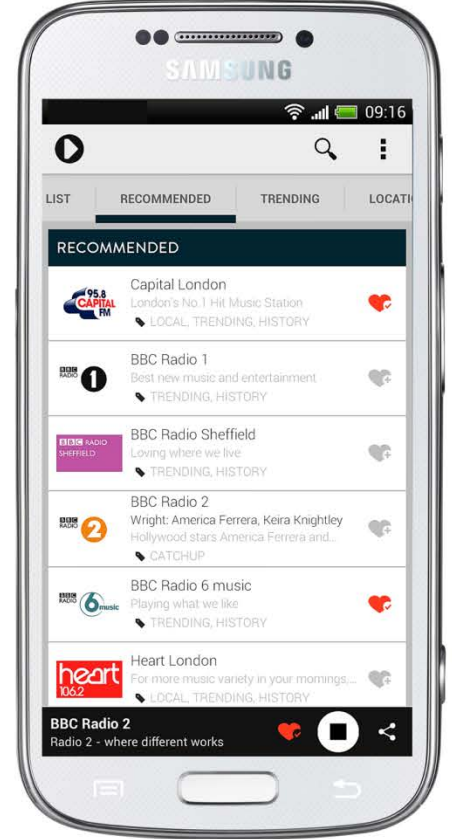 SAMSUNG
09:16
LIST RECOMMENDED TRENDING LOCATI
RECOMMENDED
95.8
CAPITAL
FM
Capital London
London's No.1 Hit Music Station
LOCAL, TRENDING, HISTORY
BBC
RADIO
1
BBC Radio 1
Best new music and entertainment
TRENDING, HISTORY
BBC RADIO
SHEFFIELD
BBC Radio Sheffield
Loving where we live
TRENDING, HISTORY
BBC
RADIO
2
BBC Radio 2
Wright: America Ferrera, Keira Knightley
Hollywood stars America Ferrera and...
CATCHUP
BBC
RADIO
6 music
BBC Radio 6 music
Playing what we like
TRENDING, HISTORY
heart
106.2
Heart London
For more music variety in your mornings,...
LOCAL, TRENDING, HISTORY
BBC Radio 2
Radio 2 - where different works